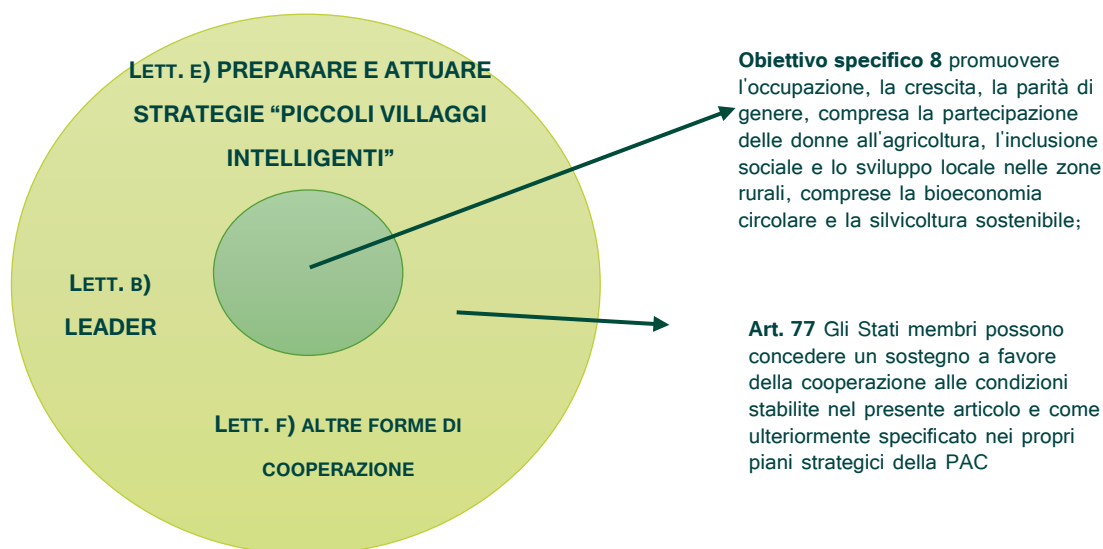 LETT. E) PREPARARE E ATTUARE
STRATEGIE “PICCOLI VILLAGGI
INTELLIGENTI”
LETT. B)
LEADER
LETT. F) ALTRE FORME DI
COOPERAZIONE
Obiettivo specifico 8 promuovere
l'occupazione, la crescita, la parità di
genere, compresa la partecipazione
delle donne all'agricoltura, l'inclusione
sociale e lo sviluppo locale nelle zone
rurali, comprese la bioeconomia
circolare e la silvicoltura sostenibile;
Art. 77 Gli Stati membri possono
concedere un sostegno a favore
della cooperazione alle condizioni
stabilite nel presente articolo e come
ulteriormente specificato nei propri
piani strategici della PAC